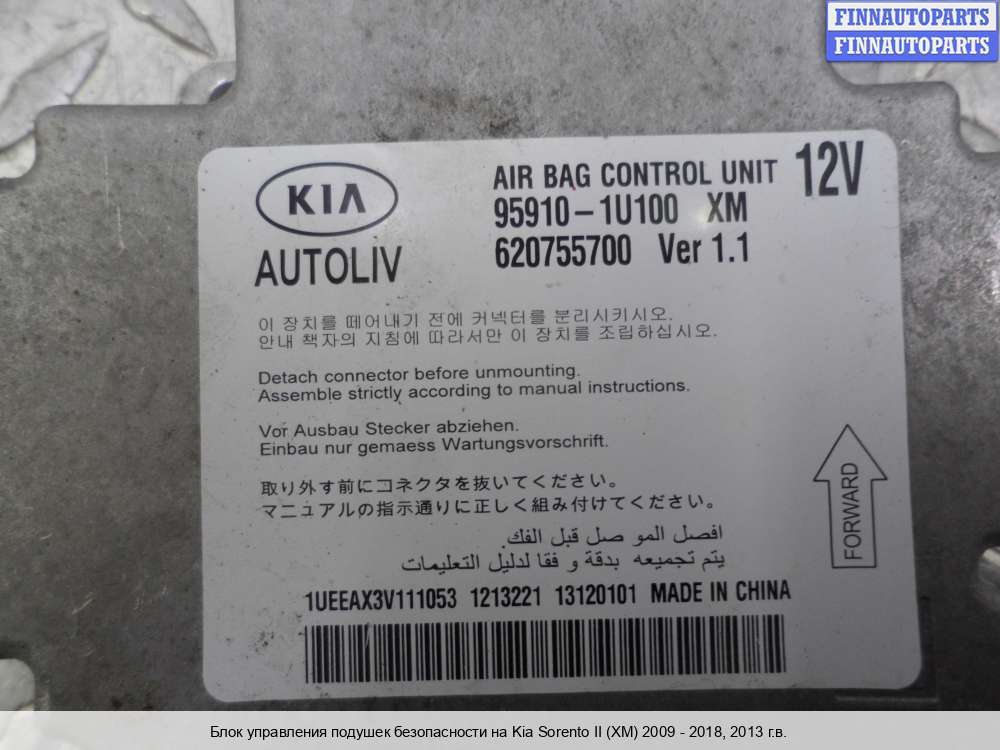 FINNAUTOPARTS
FINNAUTOPARTS
KIA
AUTOLIV
AIR BAG CONTROL UNIT
12V
95910-1U100 XM
620755700 Ver 1.1
이 장치를 떼어내기 전에 커넥터를 분리시키시오.
안내 책자의 지침에 따라서만 이 장치를 조립하십시오.
Detach connector before unmounting.
Assemble strictly according to manual instructions.
Vor Ausbau Stecker abziehen.
Einbau nur gemaess Wartungsvorschrift.
取り外す前にコネクタを抜いてください。
マニュアルの指示通りに正しく組み付けてください。
افصل المو صل قبل الفك.
يتم تجميعه بدقة و فقا لدليل التعليمات
FORWARD
1UEEAX3V111053 1213221 13120101 MADE IN CHINA
Блок управления подушек безопасности на Kia Sorento II (XM) 2009 - 2018, 2013 г.в.